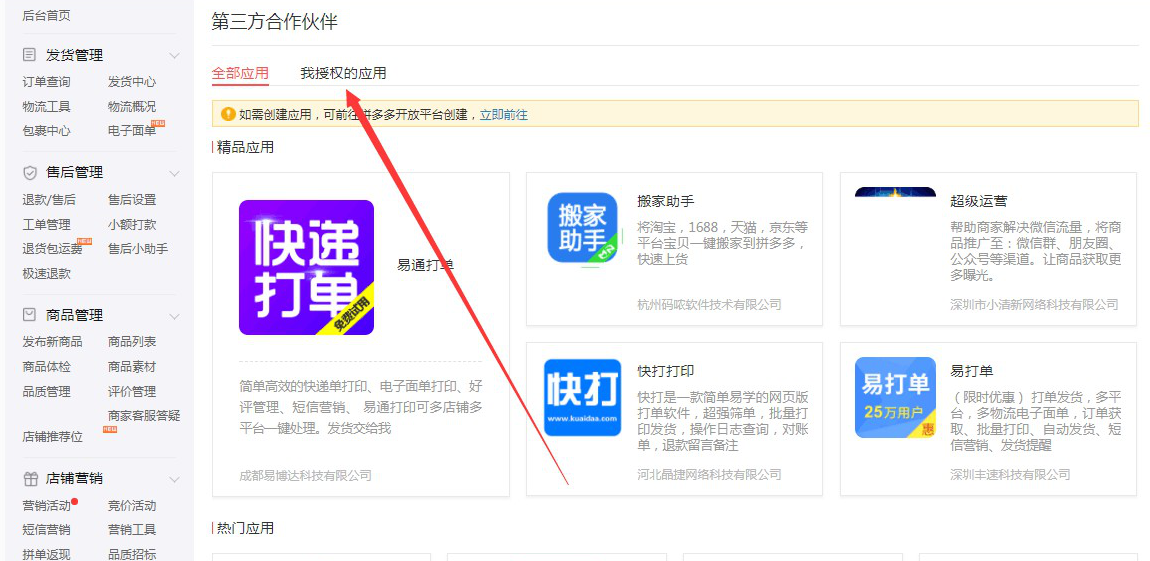 后台首页
发货管理
订单查询 发货中心
物流工具 物流概况
包裹中心 电子面单 NEW
售后管理
退款/售后 售后设置
工单管理 小额打款
退货包运费 NEW 售后小助手
极速退款
商品管理
发布新商品 商品列表
商品体检 商品素材
品质管理 评价管理
商家客服答疑
店铺推荐位 NEW
店铺营销
营销活动 竞价活动
短信营销 营销工具
拼单返现 品质招标
第三方合作伙伴
全部应用 我授权的应用
如需创建应用，可前往拼多多开放平台创建，立即前往
精品应用
快递
打单
免费试用
易通打单
简单高效的快递单打印、电子面单打印、好
评管理、短信营销、 易通打印可多店铺多
平台一键处理。发货交给我
成都易博达科技有限公司
搬家
助手
搬家助手
将淘宝，1688，天猫，京东等
平台宝贝一键搬家到拼多多，
快速上货
杭州码哝软件技术有限公司
超级运营
帮助商家解决微信流量，将商
品推广至：微信群、朋友圈、
公众号等渠道。让商品获取更
多曝光。
深圳市小酒新网络科技有限公司
快打
www.kuaidaa.com
快打打印
快打是一款简单易学的网页版
打单软件，超强筛单，批量打
印发货，操作日志查询，对账
单，退款留言备注
河北晶捷网络科技有限公司
易打单
25万用户
惠
易打单
（限时优惠 ）打单发货，多平
台，多物流电子面单，订单获
取、批量打印、自动发货、短
信营销、发货提醒
深圳丰速科技有限公司
热门应用